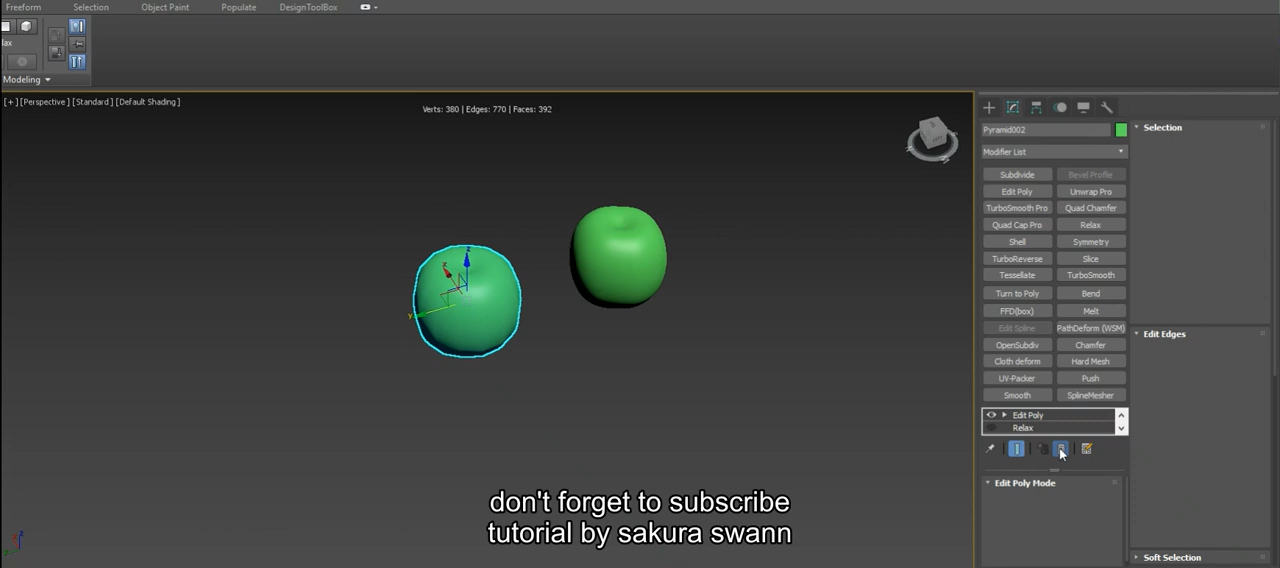 Freeform Selection Object Paint Populate DesignToolBox
lax
Modeling
[+] [Perspective] [Standard] [Default Shading]
Verts: 380 | Edges: 770 | Faces: 392
Pyramid002
Selection
Modifier List
Subdivide Bevel Profile
Edit Poly Unwrap Pro
TurboSmooth Pro Quad Chamfer
Quad Cap Pro Relax
Shell Symmetry
TurboReverse Slice
Tessellate TurboSmooth
Turn to Poly Bend
FFD(box) Melt
Edit Spline PathDeform (WSM)
Edit Edges
OpenSubdiv Chamfer
Cloth deform Hard Mesh
UV-Packer Push
Smooth SplineMesher
Edit Poly
Relax
Edit Poly Mode
Soft Selection
z
x
y
don't forget to subscribe
tutorial by sakura swann